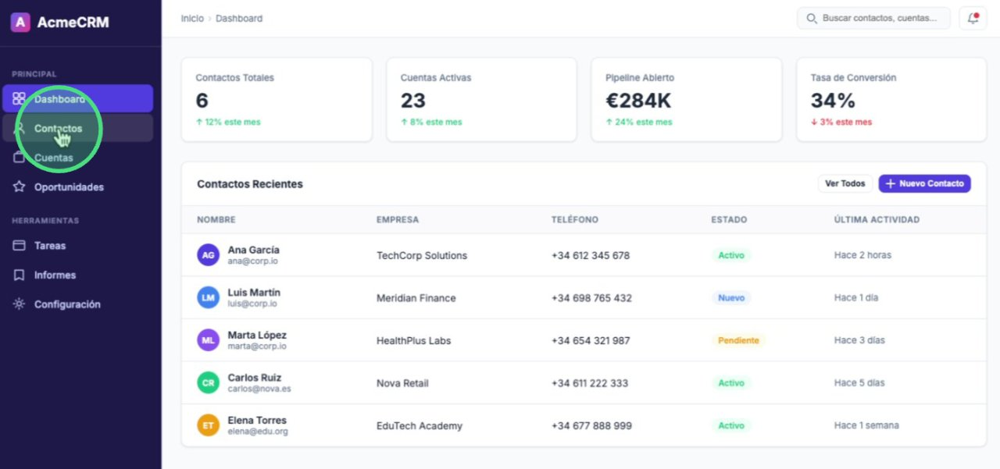 A AcmeCRM
Inicio › Dashboard
Buscar contactos, cuentas...
PRINCIPAL
Dashboard
Contactos
Cuentas
Oportunidades
HERRAMIENTAS
Tareas
Informes
Configuración
Contactos Totales
6
↑ 12% este mes
Cuentas Activas
23
↑ 8% este mes
Pipeline Abierto
€284K
↑ 24% este mes
Tasa de Conversión
34%
↓ 3% este mes
Contactos Recientes
Ver Todos
+ Nuevo Contacto
NOMBRE EMPRESA TELÉFONO ESTADO ÚLTIMA ACTIVIDAD
AG Ana García TechCorp Solutions +34 612 345 678 Activo Hace 2 horas
ana@corp.io
LM Luis Martín Meridian Finance +34 698 765 432 Nuevo Hace 1 día
luis@corp.io
ML Marta López HealthPlus Labs +34 654 321 987 Pendiente Hace 3 días
marta@corp.io
CR Carlos Ruiz Nova Retail +34 611 222 333 Activo Hace 5 días
carlos@nova.es
ET Elena Torres EduTech Academy +34 677 888 999 Activo Hace 1 semana
elena@edu.org